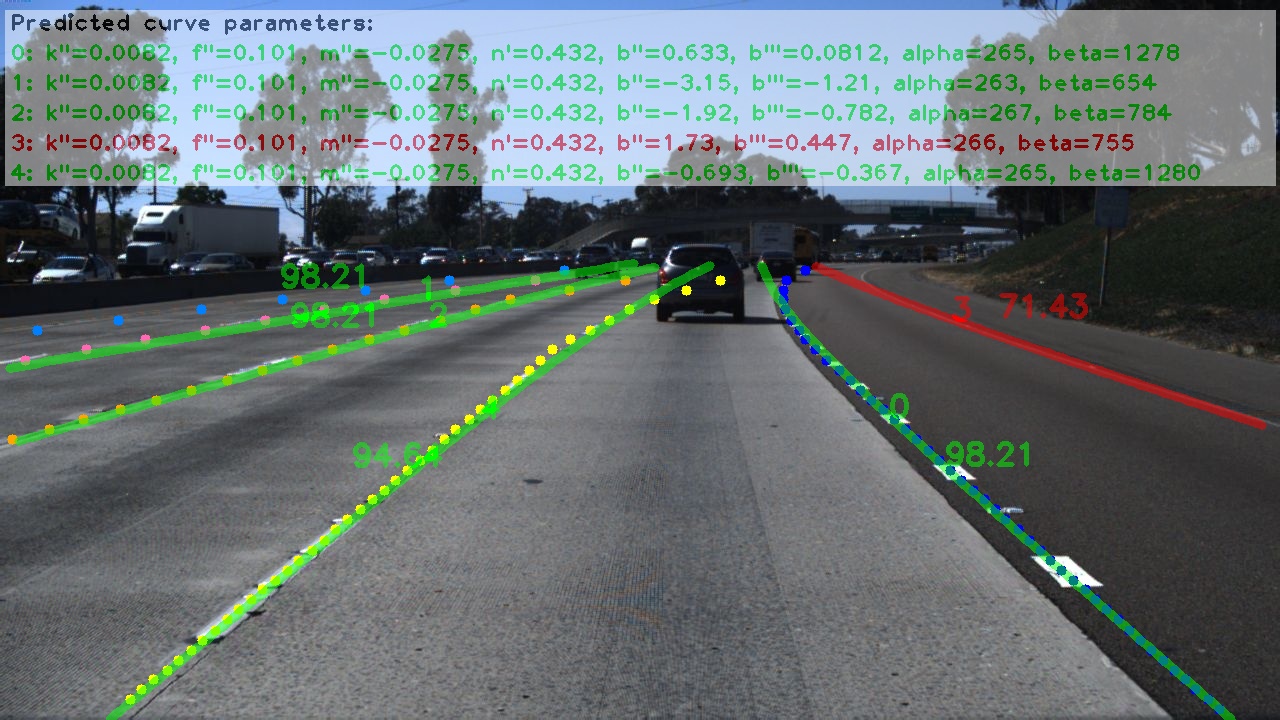 Predicted curve parameters:
0: k''=0.0082, f''=0.101, m''=-0.0275, n'=0.432, b''=0.633, b'''=0.0812, alpha=265, beta=1278
1: k''=0.0082, f''=0.101, m''=-0.0275, n'=0.432, b''=-3.15, b'''=-1.21, alpha=263, beta=654
2: k''=0.0082, f''=0.101, m''=-0.0275, n'=0.432, b''=-1.92, b'''=-0.782, alpha=267, beta=784
3: k''=0.0082, f''=0.101, m''=-0.0275, n'=0.432, b''=1.73, b'''=0.447, alpha=266, beta=755
4: k''=0.0082, f''=0.101, m''=-0.0275, n'=0.432, b''=-0.693, b'''=-0.367, alpha=265, beta=1280
98.21 1
98.21 2
3 71.43
4
0
94.64
98.21